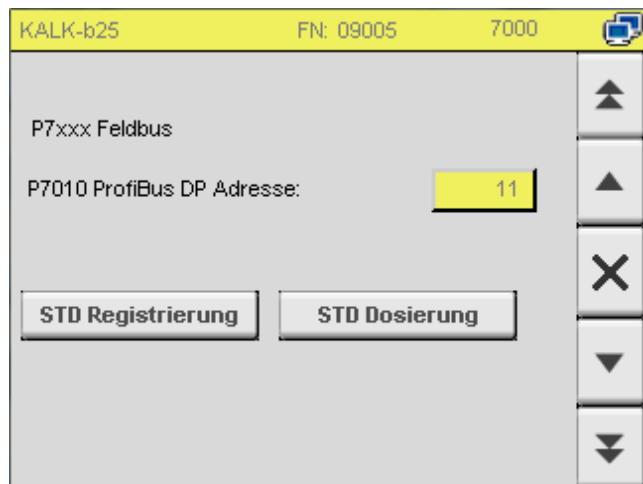 KALK-b25 FN: 09005 7000
P7xxx Feldbus
P7010 ProfiBus DP Adresse: 11
STD Registrierung STD Dosierung